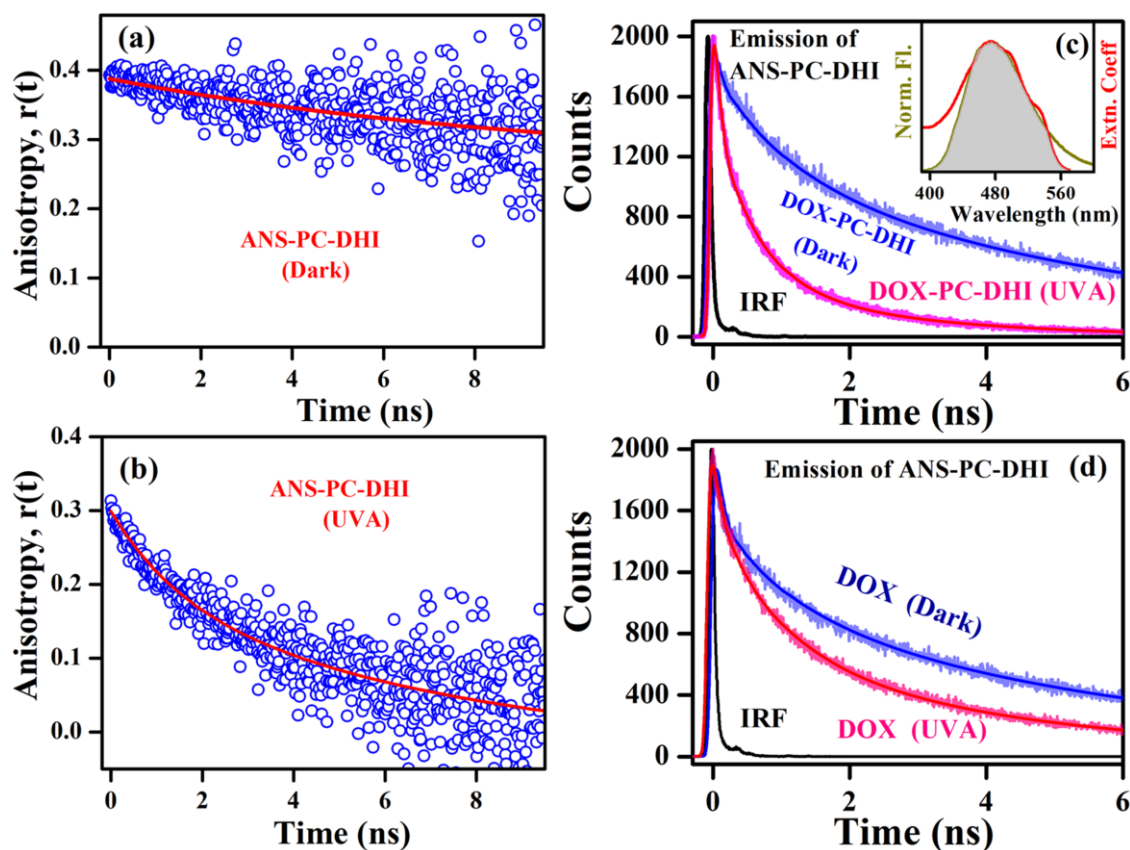 (a)
Anisotropy, r(t)
0.4
0.3
0.2
0.1
0.0
ANS-PC-DHI
(Dark)
0 2 4 6 8
Time (ns)
(c)
Counts
2000
1600
1200
800
400
0
Emission of
ANS-PC-DHI
Norm. Fl.
Extn. Coeff
400 480 560
Wavelength (nm)
DOX-PC-DHI
(Dark)
DOX-PC-DHI (UVA)
IRF
0 2 4 6
Time (ns)
(b)
Anisotropy, r(t)
0.4
0.3
0.2
0.1
0.0
ANS-PC-DHI
(UVA)
0 2 4 6 8
Time (ns)
(d)
Counts
2000
1600
1200
800
400
0
Emission of ANS-PC-DHI
DOX (Dark)
IRF
DOX (UVA)
0 2 4 6
Time (ns)